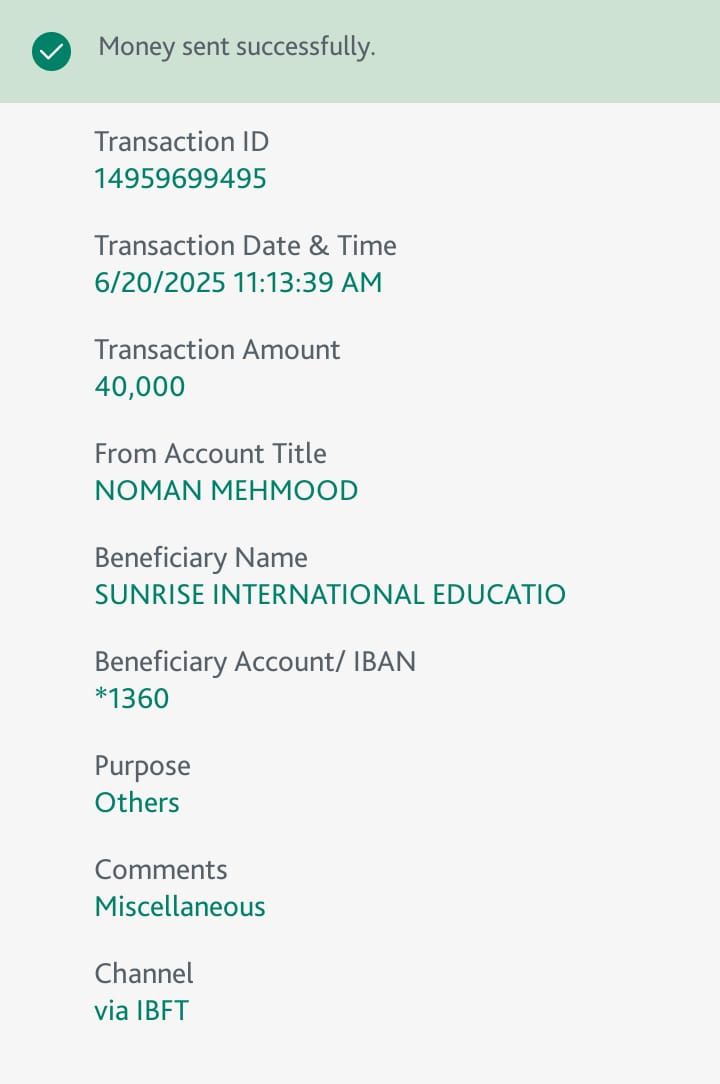 Money sent successfully.
Transaction ID
14959699495
Transaction Date & Time
6/20/2025 11:13:39 AM
Transaction Amount
40,000
From Account Title
NOMAN MEHMOOD
Beneficiary Name
SUNRISE INTERNATIONAL EDUCATIO
Beneficiary Account/ IBAN
*1360
Purpose
Others
Comments
Miscellaneous
Channel
via IBFT